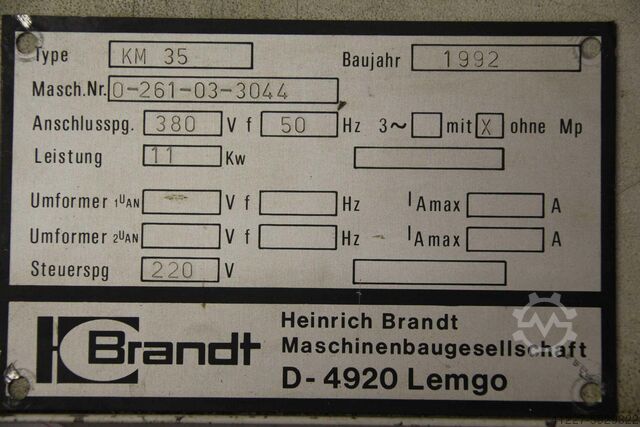 Type KM 35 Baujahr 1992
Masch.Nr. 0-261-03-3044
Anschlusspg. 380 V f 50 Hz 3~ mit X ohne Mp
Leistung 11 Kw
Umformer 1UAN V f Hz IAmax A
Umformer 2UAN V f Hz IAmax A
Steuerspg 220 V
Brandt
Heinrich Brandt
Maschinenbaugesellschaft
D-4920 Lemgo